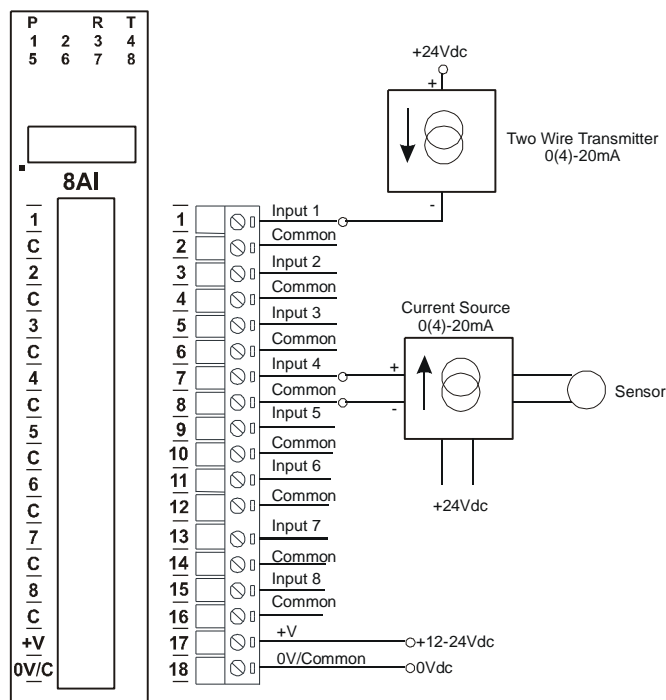 P R T
1 2 3 4
5 6 7 8
8AI
1
C
2
C
3
C
4
C
5
C
6
C
7
C
8
C
+V
0V/C
1 Input 1
2 Common
3 Input 2
4 Common
5 Input 3
6 Common
7 Input 4
8 Common
9 Input 5
10 Common
11 Input 6
12 Common
13 Input 7
14 Common
15 Input 8
16 Common
17 +V +12-24Vdc
18 0V/Common 0Vdc
+24Vdc
+
-
Two Wire Transmitter
0(4)-20mA
Current Source
0(4)-20mA
+
-
Sensor
+24Vdc